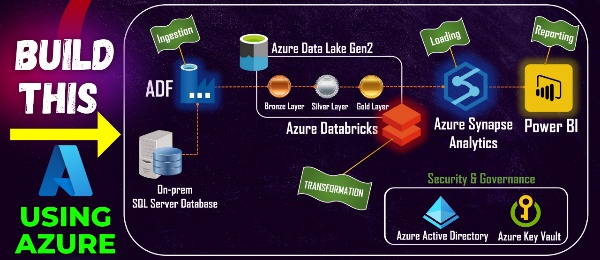 BUILD
THIS
USING
AZURE
Ingestion
ADF
On-prem
SQL Server Database
Azure Data Lake Gen2
Bronze Layer
Silver Layer
Gold Layer
Azure Databricks
TRANSFORMATION
Loading
Azure Synapse
Analytics
Reporting
Power BI
Security & Governance
Azure Active Directory
Azure Key Vault